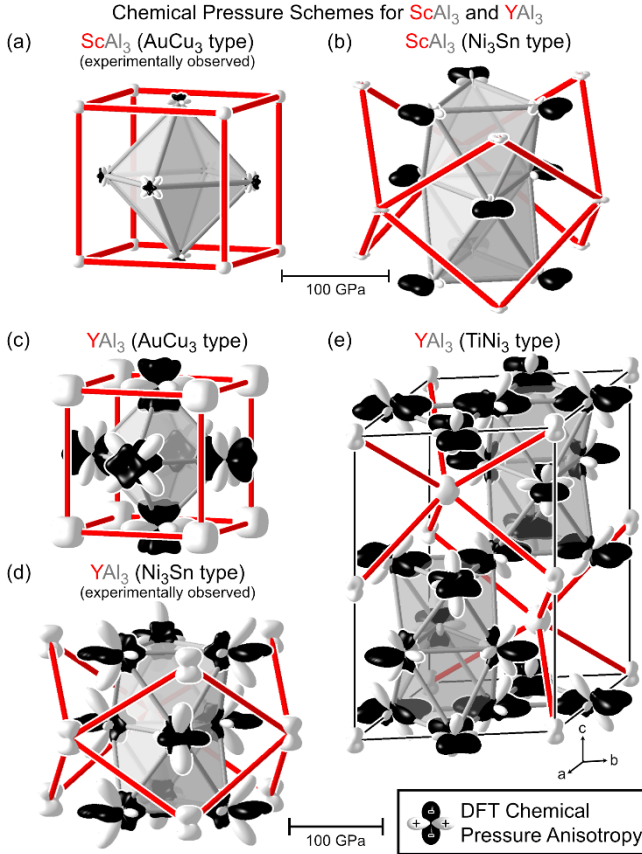 Chemical Pressure Schemes for ScAl3 and YAl3
(a)
ScAl3 (AuCu3 type)
(experimentally observed)
(b)
ScAl3 (Ni3Sn type)
100 GPa
(c)
YAl3 (AuCu3 type)
(e)
YAl3 (TiNi3 type)
(d)
YAl3 (Ni3Sn type)
(experimentally observed)
c
a
b
100 GPa
+ +
DFT Chemical
Pressure Anisotropy